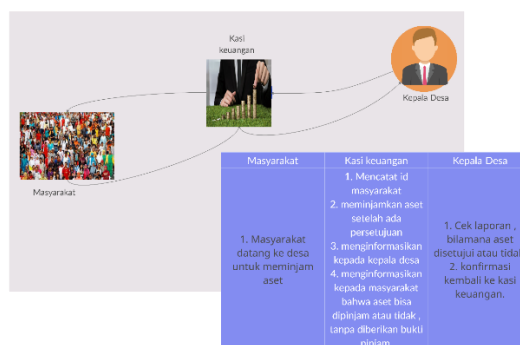 Kasi
keuangan
Kepala Desa
Masyarakat
Masyarakat
1. Masyarakat
datang ke desa
untuk meminjam
aset
Kasi keuangan
1. Mencatat id
masyarakat
2. meminjamkan aset
setelah ada
persetujuan
3. menginformasikan
kepada kepala desa
4. menginformasikan
kepada masyarakat
bahwa aset bisa
dipinjam atau tidak ,
tanpa diberikan bukti
pinjam
Kepala Desa
1. Cek laporan ,
bilamana aset
disetujui atau tidak
2. konfirmasi
kembali ke kasi
keuangan.